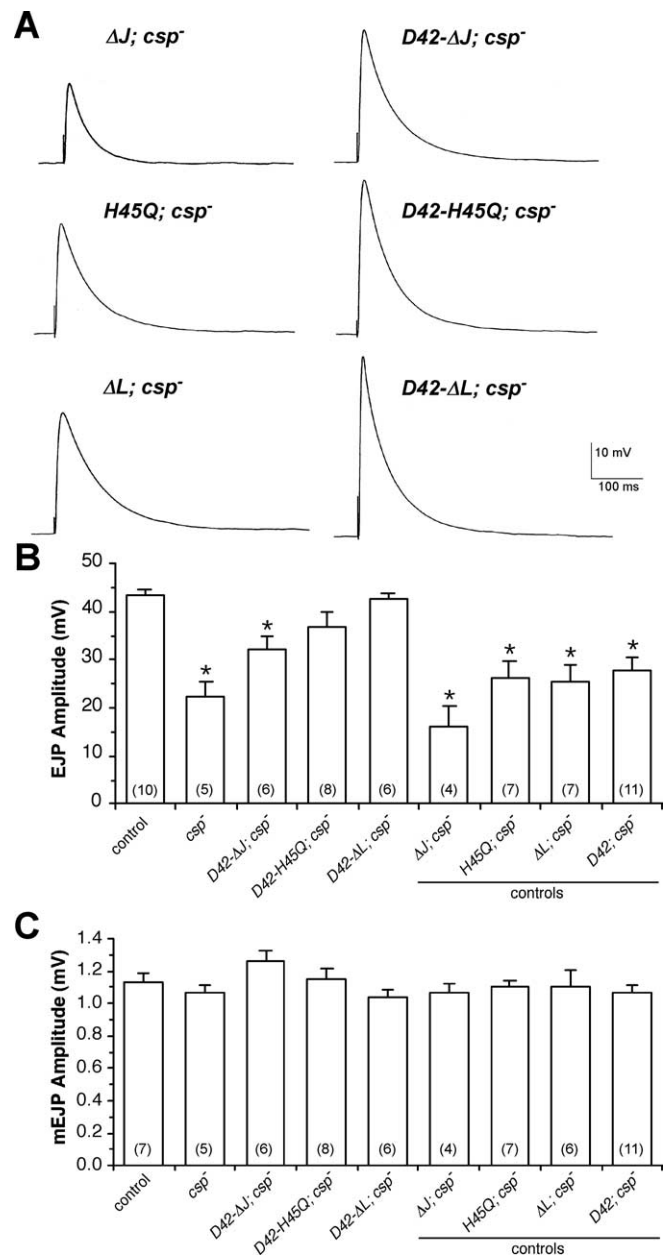 A
ΔJ; csp-
D42-ΔJ; csp-
H45Q; csp-
D42-H45Q; csp-
ΔL; csp-
D42-ΔL; csp-
10 mV
100 ms
B
EJP Amplitude (mV)
50
40
30
20
10
0
* * * * * *
(10) (5) (6) (8) (6) (4) (7) (7) (11)
control
csp-
D42-ΔJ; csp-
D42-H45Q; csp-
D42-ΔL; csp-
ΔJ; csp-
H45Q; csp-
ΔL; csp-
D42; csp-
controls
C
mEJP Amplitude (mV)
1.4
1.2
1.0
0.8
0.6
0.4
0.2
0.0
(7) (5) (6) (8) (6) (4) (7) (6) (11)
control
csp-
D42-ΔJ; csp-
D42-H45Q; csp-
D42-ΔL; csp-
ΔJ; csp-
H45Q; csp-
ΔL; csp-
D42; csp-
controls